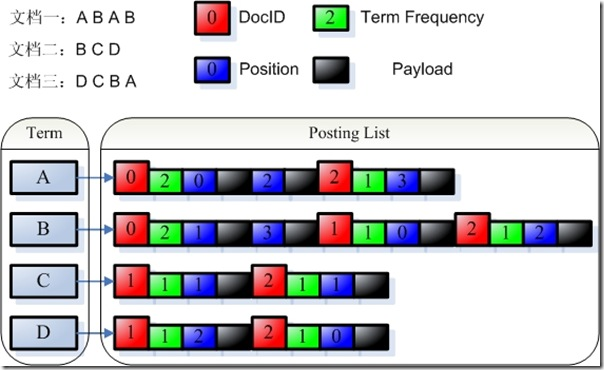 文档一：A B A B
0 DocID 2 Term Frequency
文档二：B C D
0 Position Payload
文档三：D C B A
Term Posting List
A 0 2 0 2 2 1 3
B 0 2 1 3 1 1 0 2 1 2
C 1 1 1 2 1 1
D 1 1 2 2 1 0